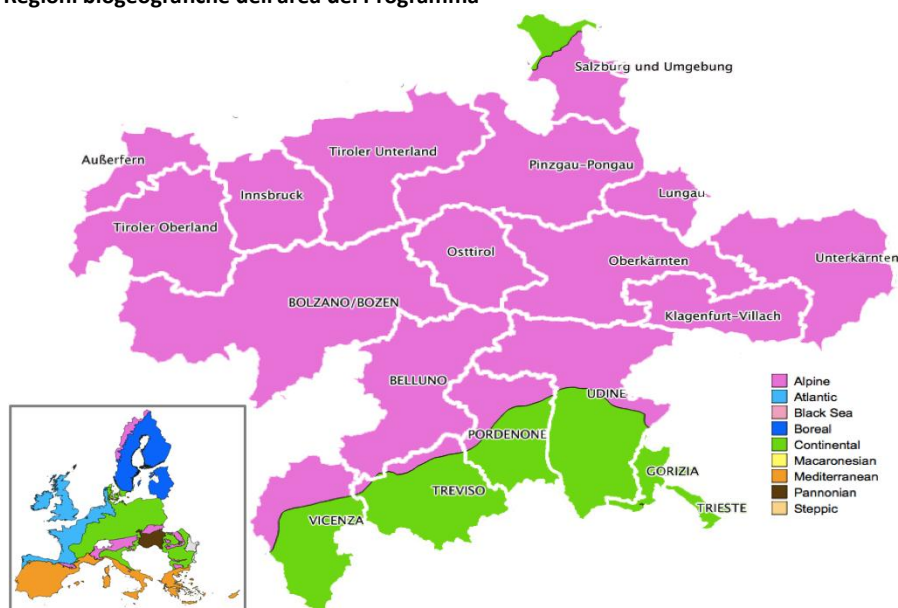 Regioni biogeografiche dell'area del Programma
Salzburg und Umgebung
Außerfern
Tiroler Unterland
Pinzgau-Pongau
Innsbruck
Lungau
Tiroler Oberland
Osttirol
Oberkärnten
Unterkärnten
BOLZANO/BOZEN
Klagenfurt-Villach
BELLUNO
UDINE
PORDENONE
GORIZIA
TREVISO
TRIESTE
VICENZA
Alpine
Atlantic
Black Sea
Boreal
Continental
Macaronesian
Mediterranean
Pannonian
Steppic